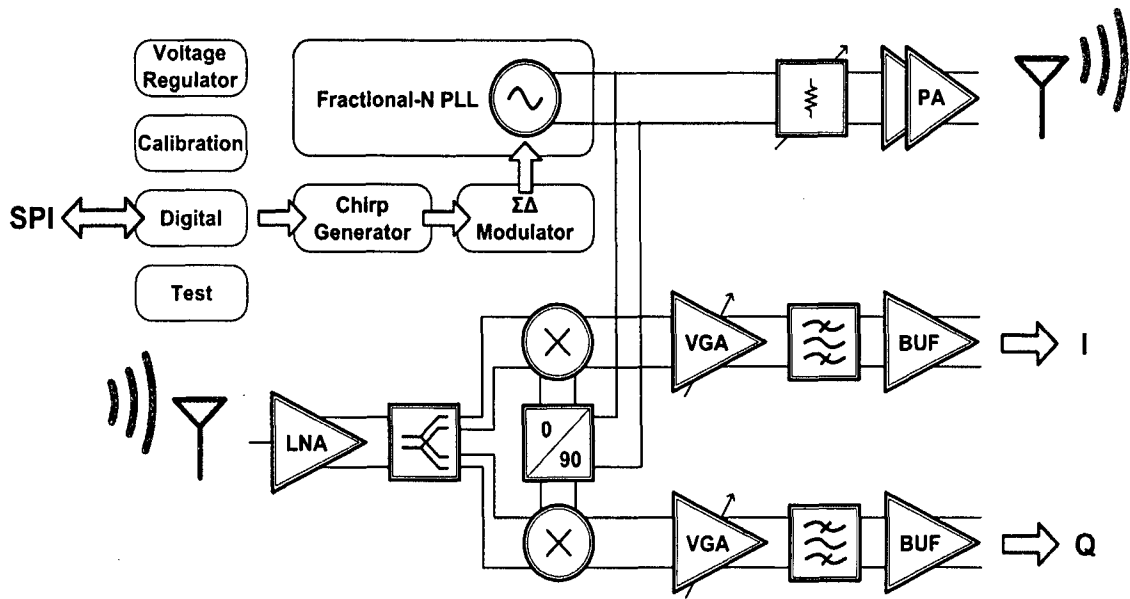 Voltage
Regulator
Fractional-N PLL
PA
Calibration
SPI
Digital
Chirp
Generator
ΣΔ
Modulator
Test
VGA
BUF
I
LNA
0
90
VGA
BUF
Q